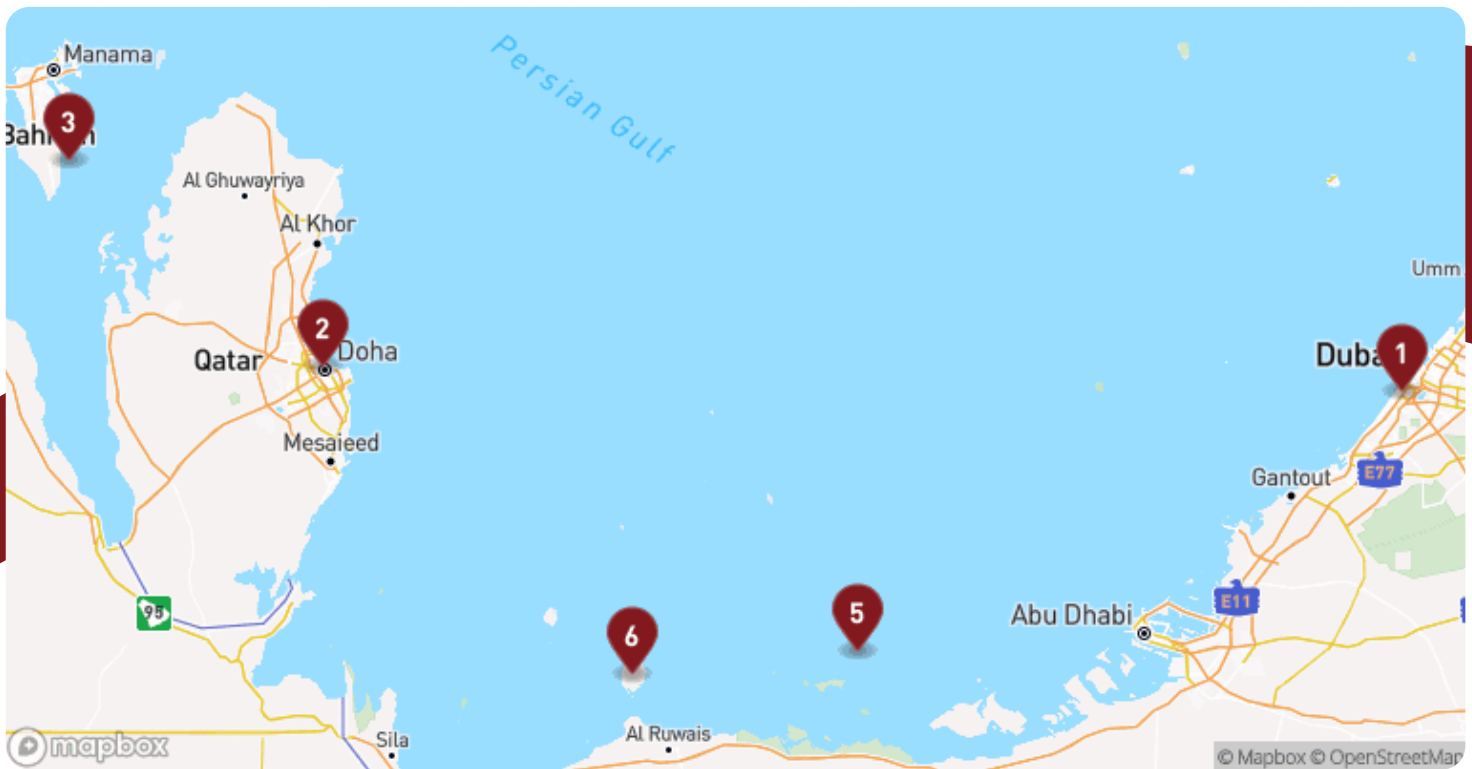 Manama
3
Bahrain
Persian Gulf
Al Ghuwayriya
Al Khor
Umm
2
Doha
Qatar
1
Duba
Mesaieed
E77
Gantout
95
6
5
E11
Abu Dhabi
Al Ruwais
Sila
mapbox
© Mapbox © OpenStreetMap